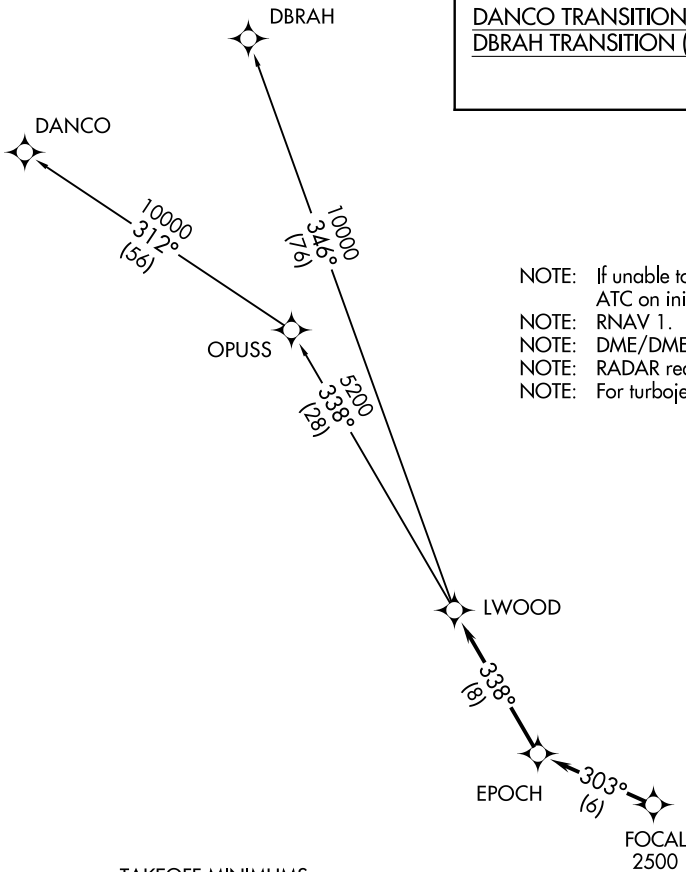 DBRAH
DANCO TRANSITION
DBRAH TRANSITION (
DANCO
10000
312°
(56)
10000
346°
(76)
NOTE: If unable to
ATC on ini
NOTE: RNAV 1.
NOTE: DME/DME
NOTE: RADAR req
NOTE: For turboje
OPUSS
5200
338°
(28)
LWOOD
338°
(8)
EPOCH
303°
(6)
FOCAL
2500
TAKEOFF MINIMUMS